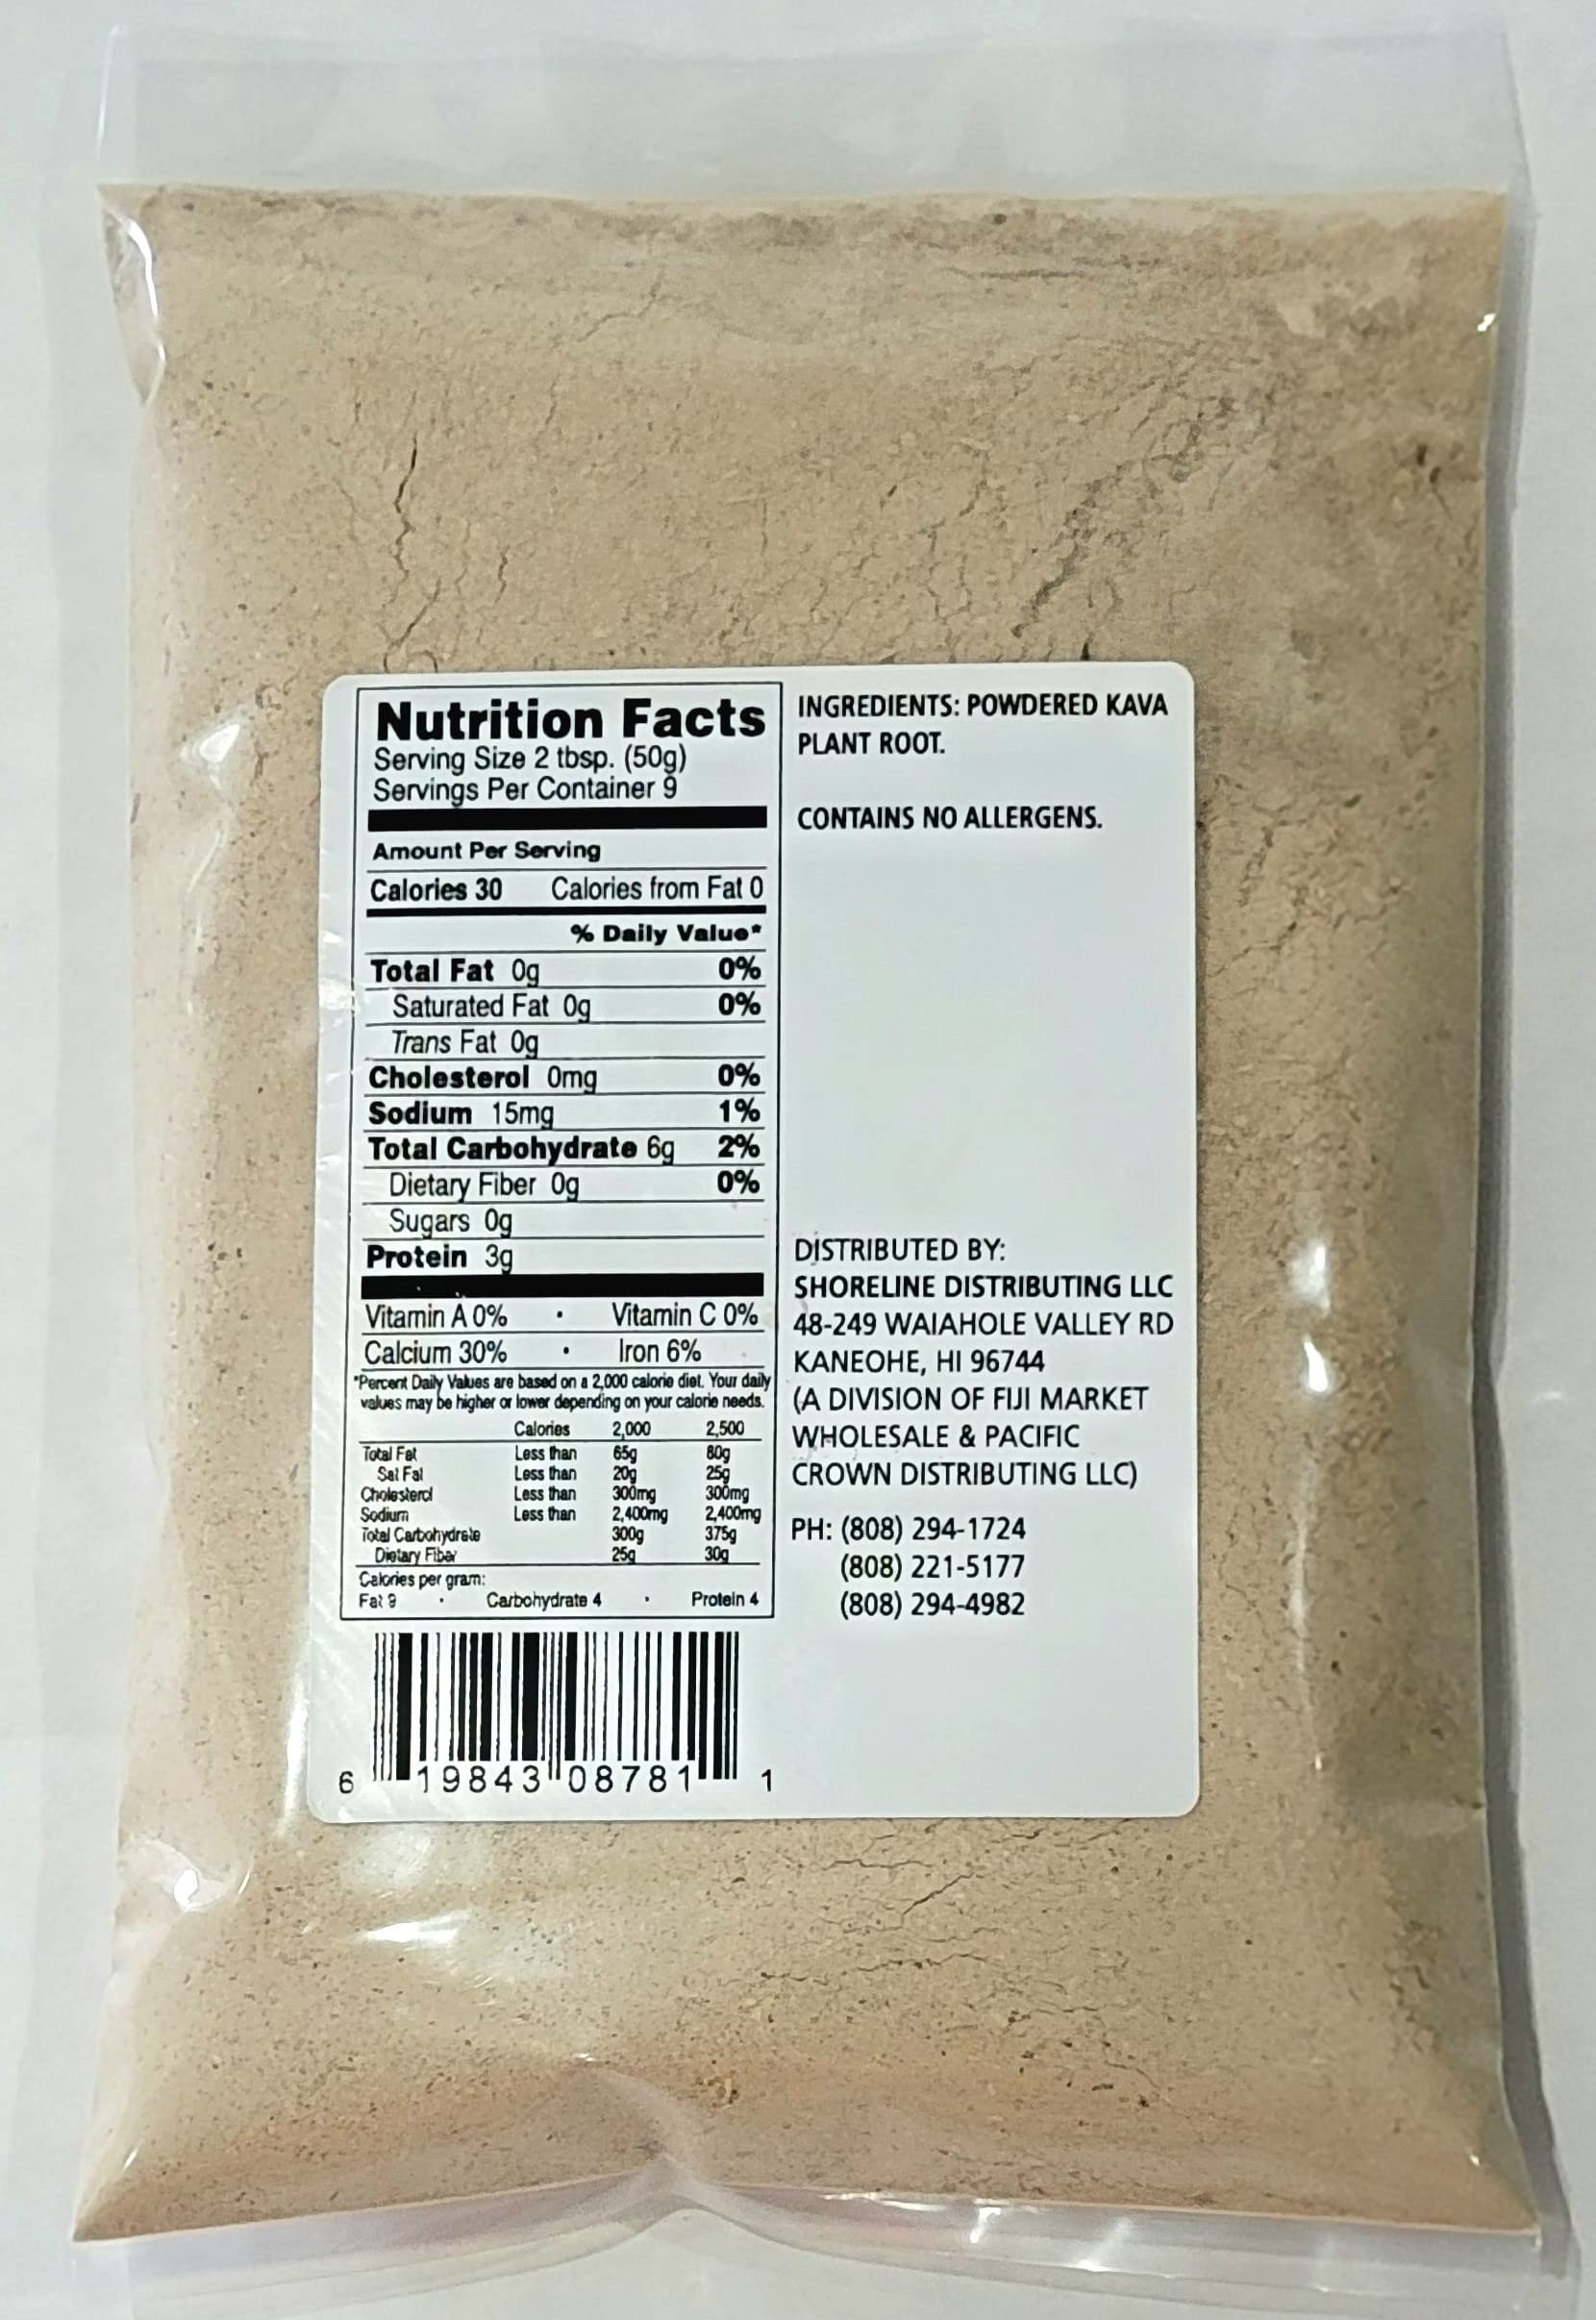 Nutrition Facts
Serving Size 2 tbsp. (50g)
Servings Per Container 9
Amount Per Serving
Calories 30 Calories from Fat 0
% Daily Value*
Total Fat 0g 0%
Saturated Fat 0g 0%
Trans Fat 0g
Cholesterol 0mg 0%
Sodium 15mg 1%
Total Carbohydrate 6g 2%
Dietary Fiber 0g 0%
Sugars 0g
Protein 3g
Vitamin A 0% • Vitamin C 0%
Calcium 30% • Iron 6%
*Percent Daily Values are based on a 2,000 calorie diet. Your daily
values may be higher or lower depending on your calorie needs.
Calories 2,000 2,500
Total Fat Less than 65g 80g
Sat Fat Less than 20g 25g
Cholesterol Less than 300mg 300mg
Sodium Less than 2,400mg 2,400mg
Total Carbohydrate 300g 375g
Dietary Fiber 25g 30g
Calories per gram:
Fat 9 • Carbohydrate 4 • Protein 4
6 19843 08781 1
INGREDIENTS: POWDERED KAVA
PLANT ROOT.
CONTAINS NO ALLERGENS.
DISTRIBUTED BY:
SHORELINE DISTRIBUTING LLC
48-249 WAIAHOLE VALLEY RD
KANEOHE, HI 96744
(A DIVISION OF FIJI MARKET
WHOLESALE & PACIFIC
CROWN DISTRIBUTING LLC)
PH: (808) 294-1724
(808) 221-5177
(808) 294-4982